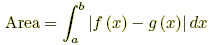 Area = ∫_a^b |f (x) − g (x)| dx